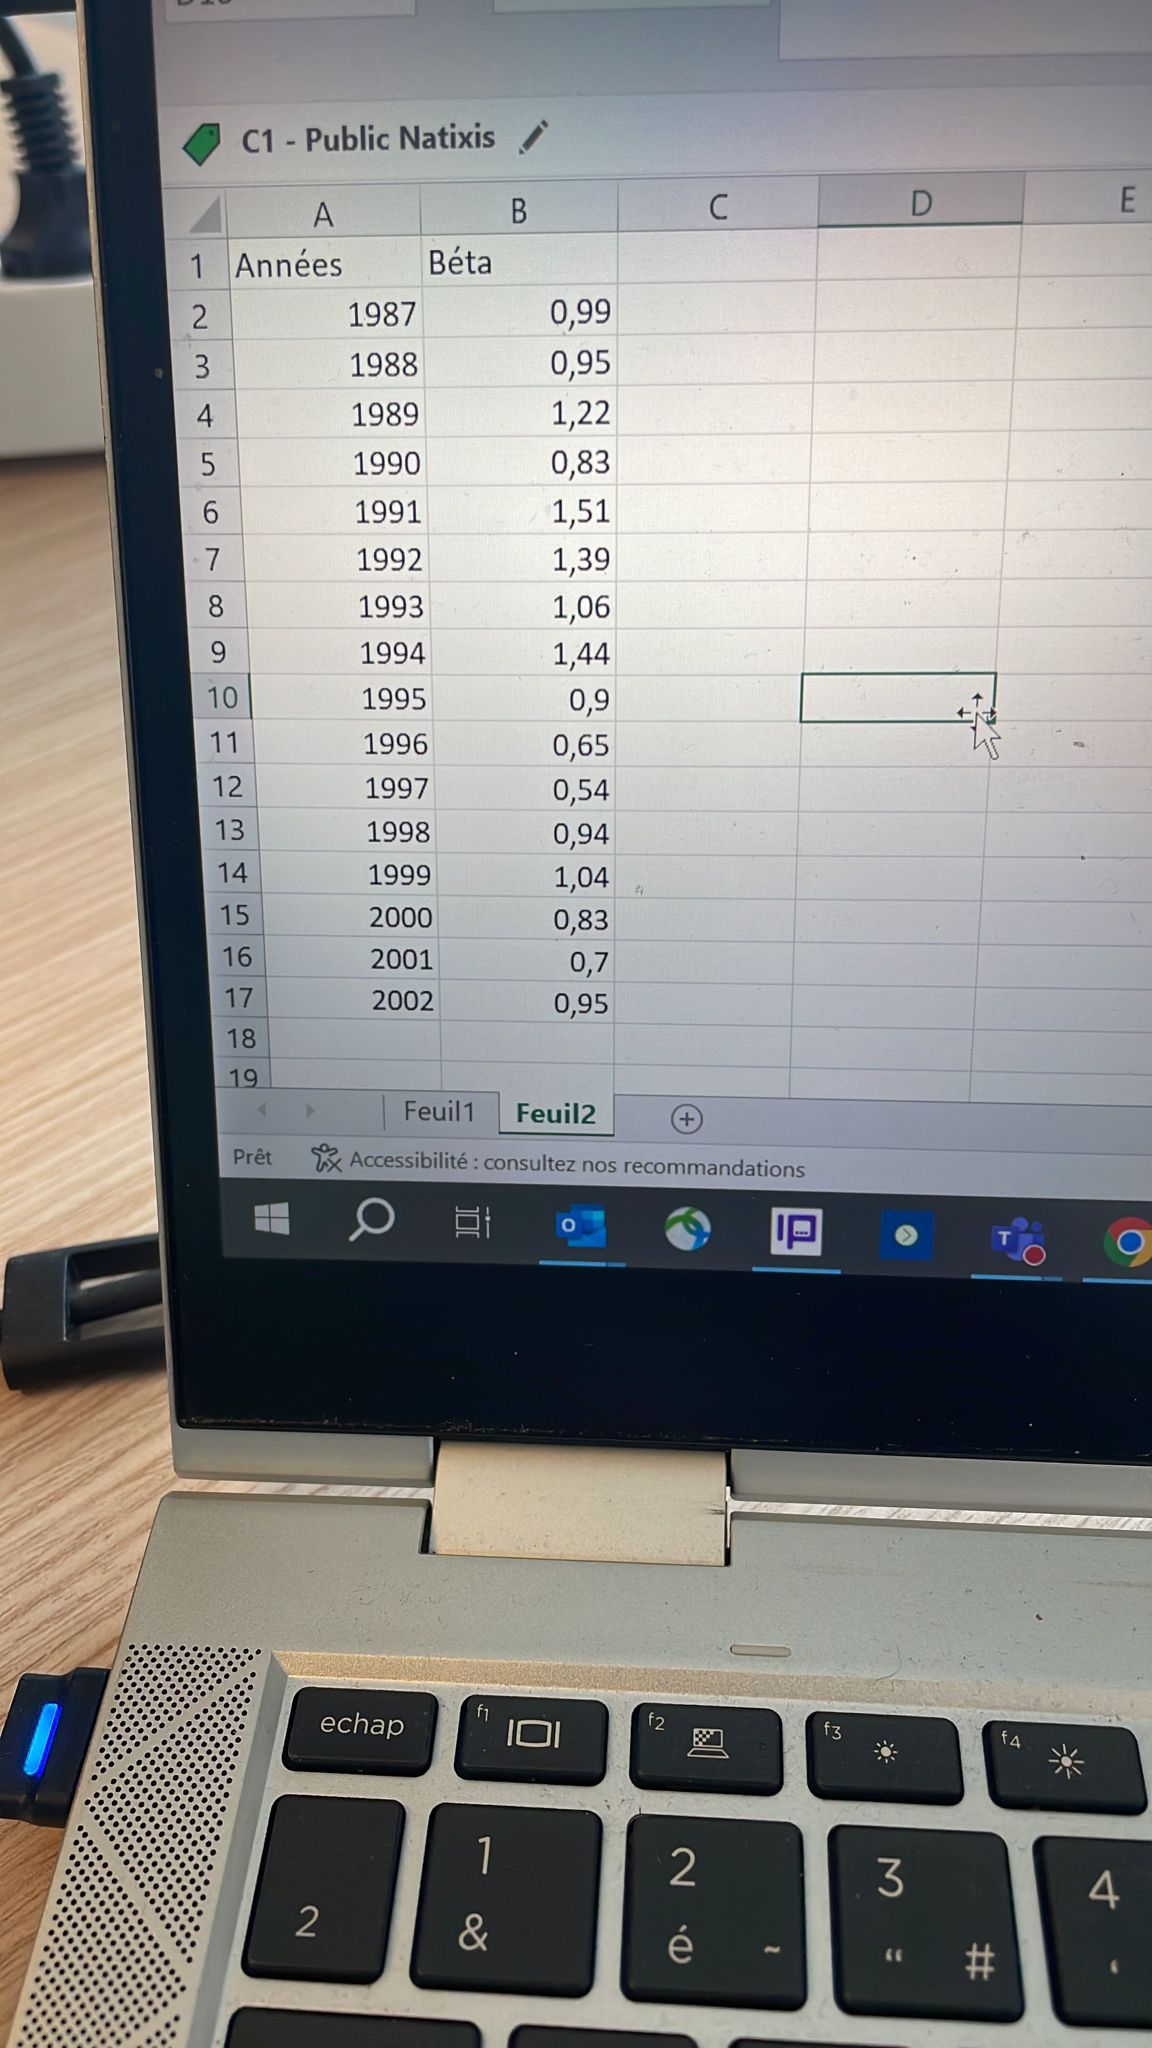 C1 - Public Natixis
A B C D E
1 Années Béta
2 1987 0,99
3 1988 0,95
4 1989 1,22
5 1990 0,83
6 1991 1,51
7 1992 1,39
8 1993 1,06
9 1994 1,44
10 1995 0,9
11 1996 0,65
12 1997 0,54
13 1998 0,94
14 1999 1,04
15 2000 0,83
16 2001 0,7
17 2002 0,95
18
19
Feuil1 Feuil2
Prêt Accessibilité : consultez nos recommandations
echap f1 f2 f3 f4
1 2 3 4
2 & é ~ “ # ‘